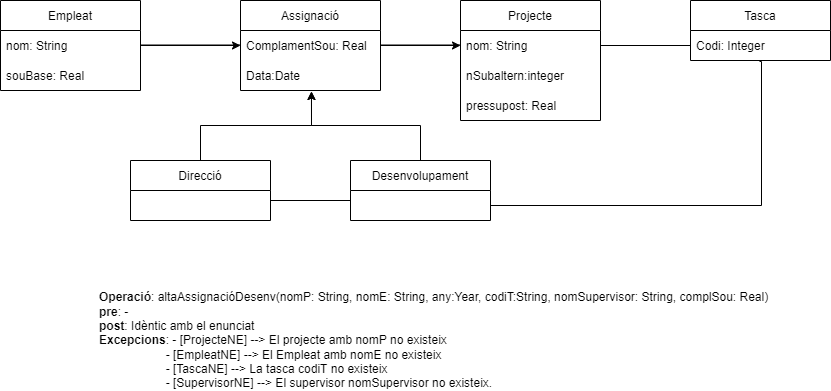 Empleat
nom: String
souBase: Real
Assignació
ComplamentSou: Real
Data:Date
Projecte
nom: String
nSubaltern:integer
pressupost: Real
Tasca
Codi: Integer
Direcció
Desenvolupament
Operació: altaAssignacióDesenv(nomP: String, nomE: String, any:Year, codiT:String, nomSupervisor: String, complSou: Real)
pre: -
post: Idèntic amb el enunciat
Excepcions: - [ProjecteNE] --> El projecte amb nomP no existeix
- [EmpleatNE] --> El Empleat amb nomE no existeix
- [TascaNE] --> La tasca codiT no existeix
- [SupervisorNE] --> El supervisor nomSupervisor no existeix.